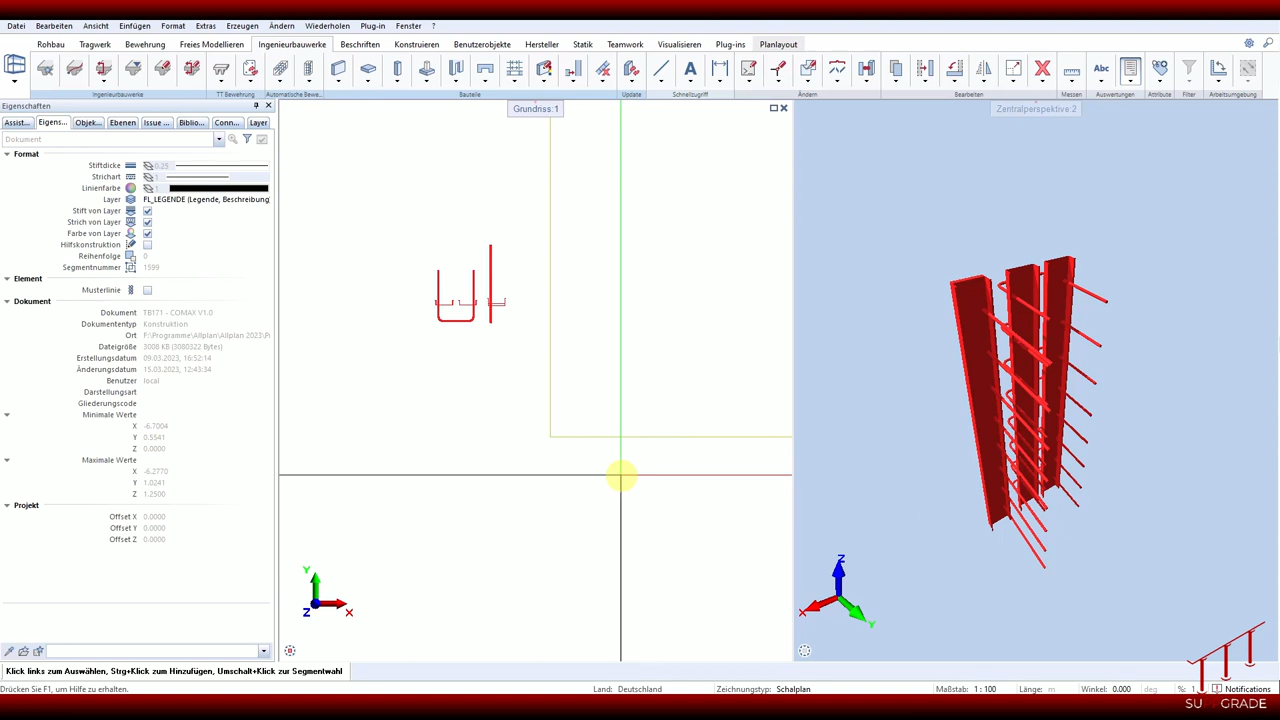 Datei Bearbeiten Ansicht Einfügen Format Extras Erzeugen Ändern Wiederholen Plug-in Fenster ?
Rohbau Tragwerk Bewehrung Freies Modellieren Ingenieurbauwerke Beschriften Konstruieren Benutzerobjekte Hersteller Statik Teamwork Visualisieren Plug-ins Planlayout
Ingenieurbauwerke TT Bewehrung Automatische Bewe... Bauteile Update Schnellzugriff Ändern Bearbeiten Messen Auswertungen Attribute Filter Arbeitsumgebung
Eigenschaften
Grundriss:1
Zentralperspektive:2
Assist... Eigens... Objek... Ebenen Issue ... Biblio... Conn... Layer
Dokument
Format
Stiftdicke 0.25
Strichart 1
Linienfarbe 1
Layer FL_LEGENDE (Legende, Beschreibung
Stift von Layer
Strich von Layer
Farbe von Layer
Hilfskonstruktion
Reihenfolge 0
Segmentnummer 1599
Element
Musterlinie
Dokument
Dokument TB171 - COMAX V1.0
Dokumententyp Konstruktion
Ort F:\Programme\Allplan\Allplan 2023\P
Dateigröße 3008 KB (3080322 Bytes)
Erstellungsdatum 09.03.2023, 16:52:14
Änderungsdatum 15.03.2023, 12:43:34
Benutzer local
Darstellungsart
Gliederungscode
Minimale Werte
X -6.7004
Y 0.5541
Z 0.0000
Maximale Werte
X -6.2770
Y 1.0241
Z 1.2500
Projekt
Offset X 0.0000
Offset Y 0.0000
Offset Z 0.0000
Y
Z X
Z
X Y
Klick links zum Auswählen, Strg+Klick zum Hinzufügen, Umschalt+Klick zur Segmentwahl
Drücken Sie F1, um Hilfe zu erhalten. Land: Deutschland Zeichnungstyp: Schalplan Maßstab: 1 : 100 Länge: m Winkel: 0.000 deg %: 1 Notifications
SUPPGRADE